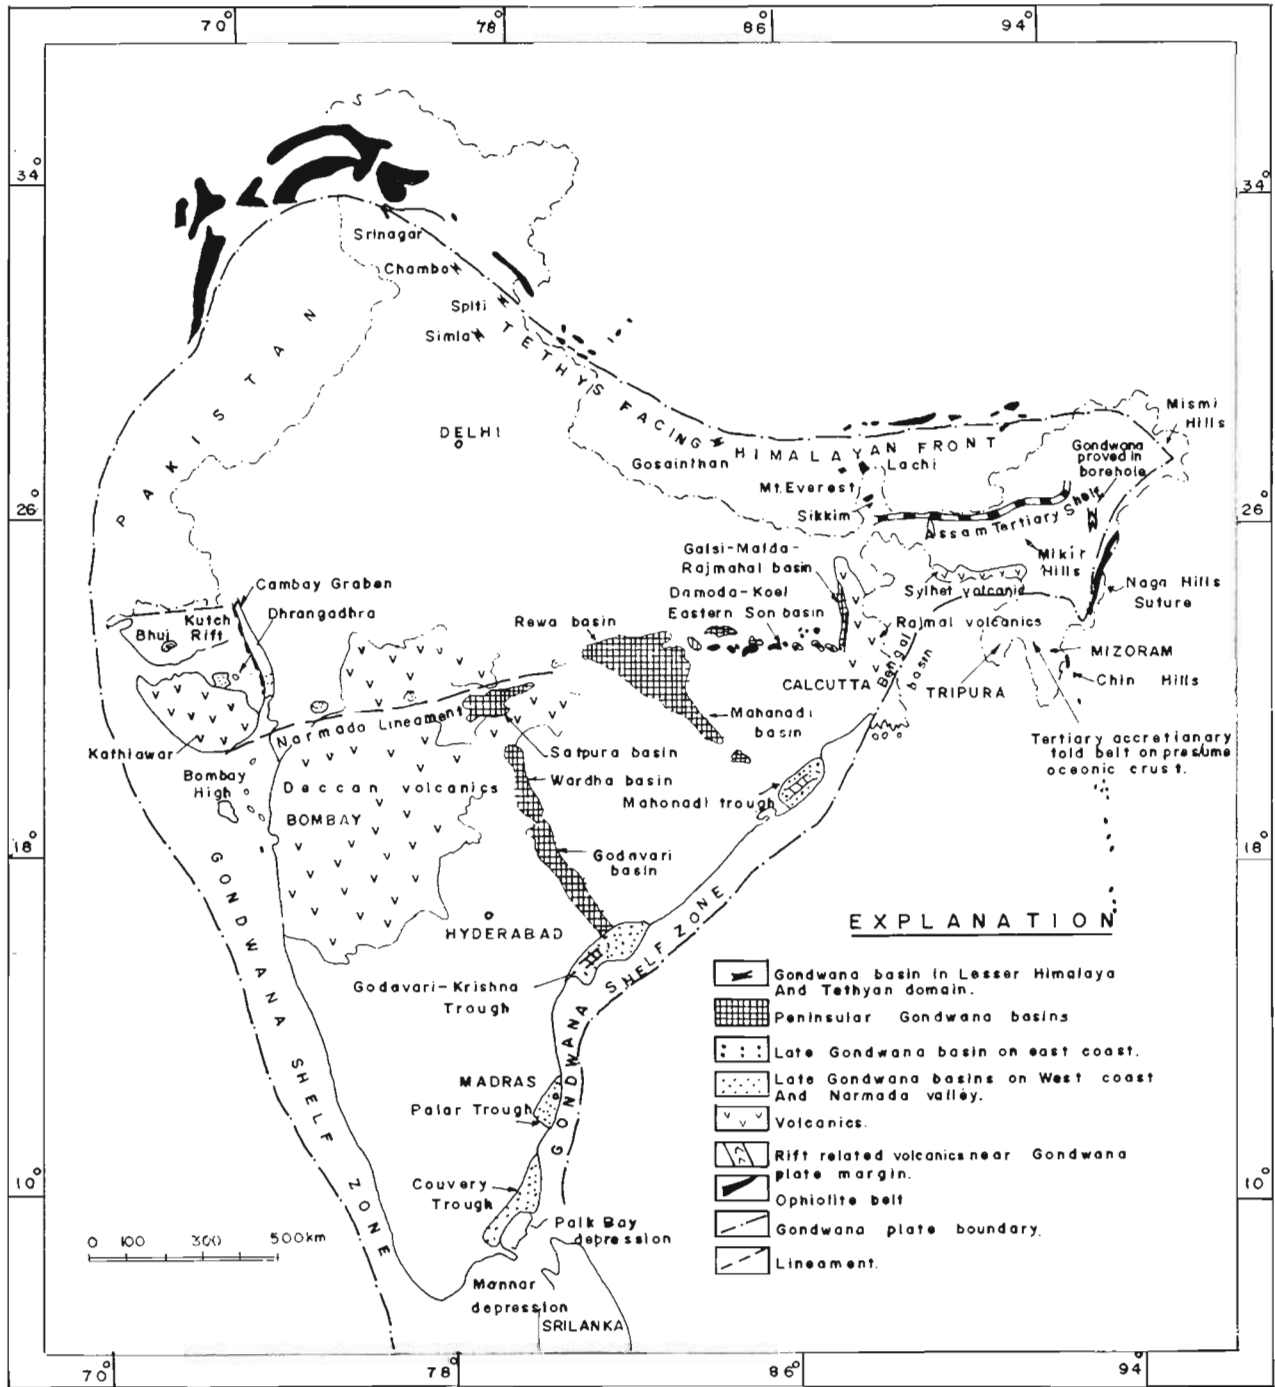 70° 78° 86° 94°
34° 34°
Srinagar
Chambo
Spiti
Simla
TETHYS FACING HIMALAYAN FRONT
PAKISTAN
DELHI
Gosainthan
Mismi
Hills
Gondwana
proved in
borehole
Lachi
Mt. Everest
Sikkim
26° 26°
Assam Tertiary Shelf
Mikir
Hills
Galsi-Malda-
Rajmahal basin
Damoda-Koel
Eastern Son basin
Sylhet volcanic
Naga Hills
Suture
Cambay Graben
Dhrangadhra
Kutch
Rift
Bhuj
Rewa basin
Rajmal volcanics
MIZORAM
Chin Hills
Bengal
basin
CALCUTTA
TRIPURA
Mahanadi
basin
Narmada Lineament
Kathiawar
Satpura basin
Tertiary accretianary
fold belt on presume
oceonic crust.
Bombay
High
Deccan volcanics
Wardha basin
Mahonadi trough
BOMBAY
18° 18°
Godavari
basin
GONDWANA SHELF ZONE
GONDWANA SHELF ZONE
HYDERABAD
Godavari-Krishna
Trough
EXPLANATION
Gondwana basin in Lesser Himalaya
And Tethyan domain.
Peninsular Gondwana basins
Late Gondwana basin on east coast.
Late Gondwana basins on West coast
And Narmada valley.
Volcanics.
Rift related volcanics near Gondwana
plate margin.
Ophiolite belt
Gondwana plate boundary.
Lineament.
MADRAS
Palar Trough
10° 10°
Couvery
Trough
Palk Bay
depression
0 100 300 500km
Mannar
depression
SRILANKA
70° 78° 86° 94°